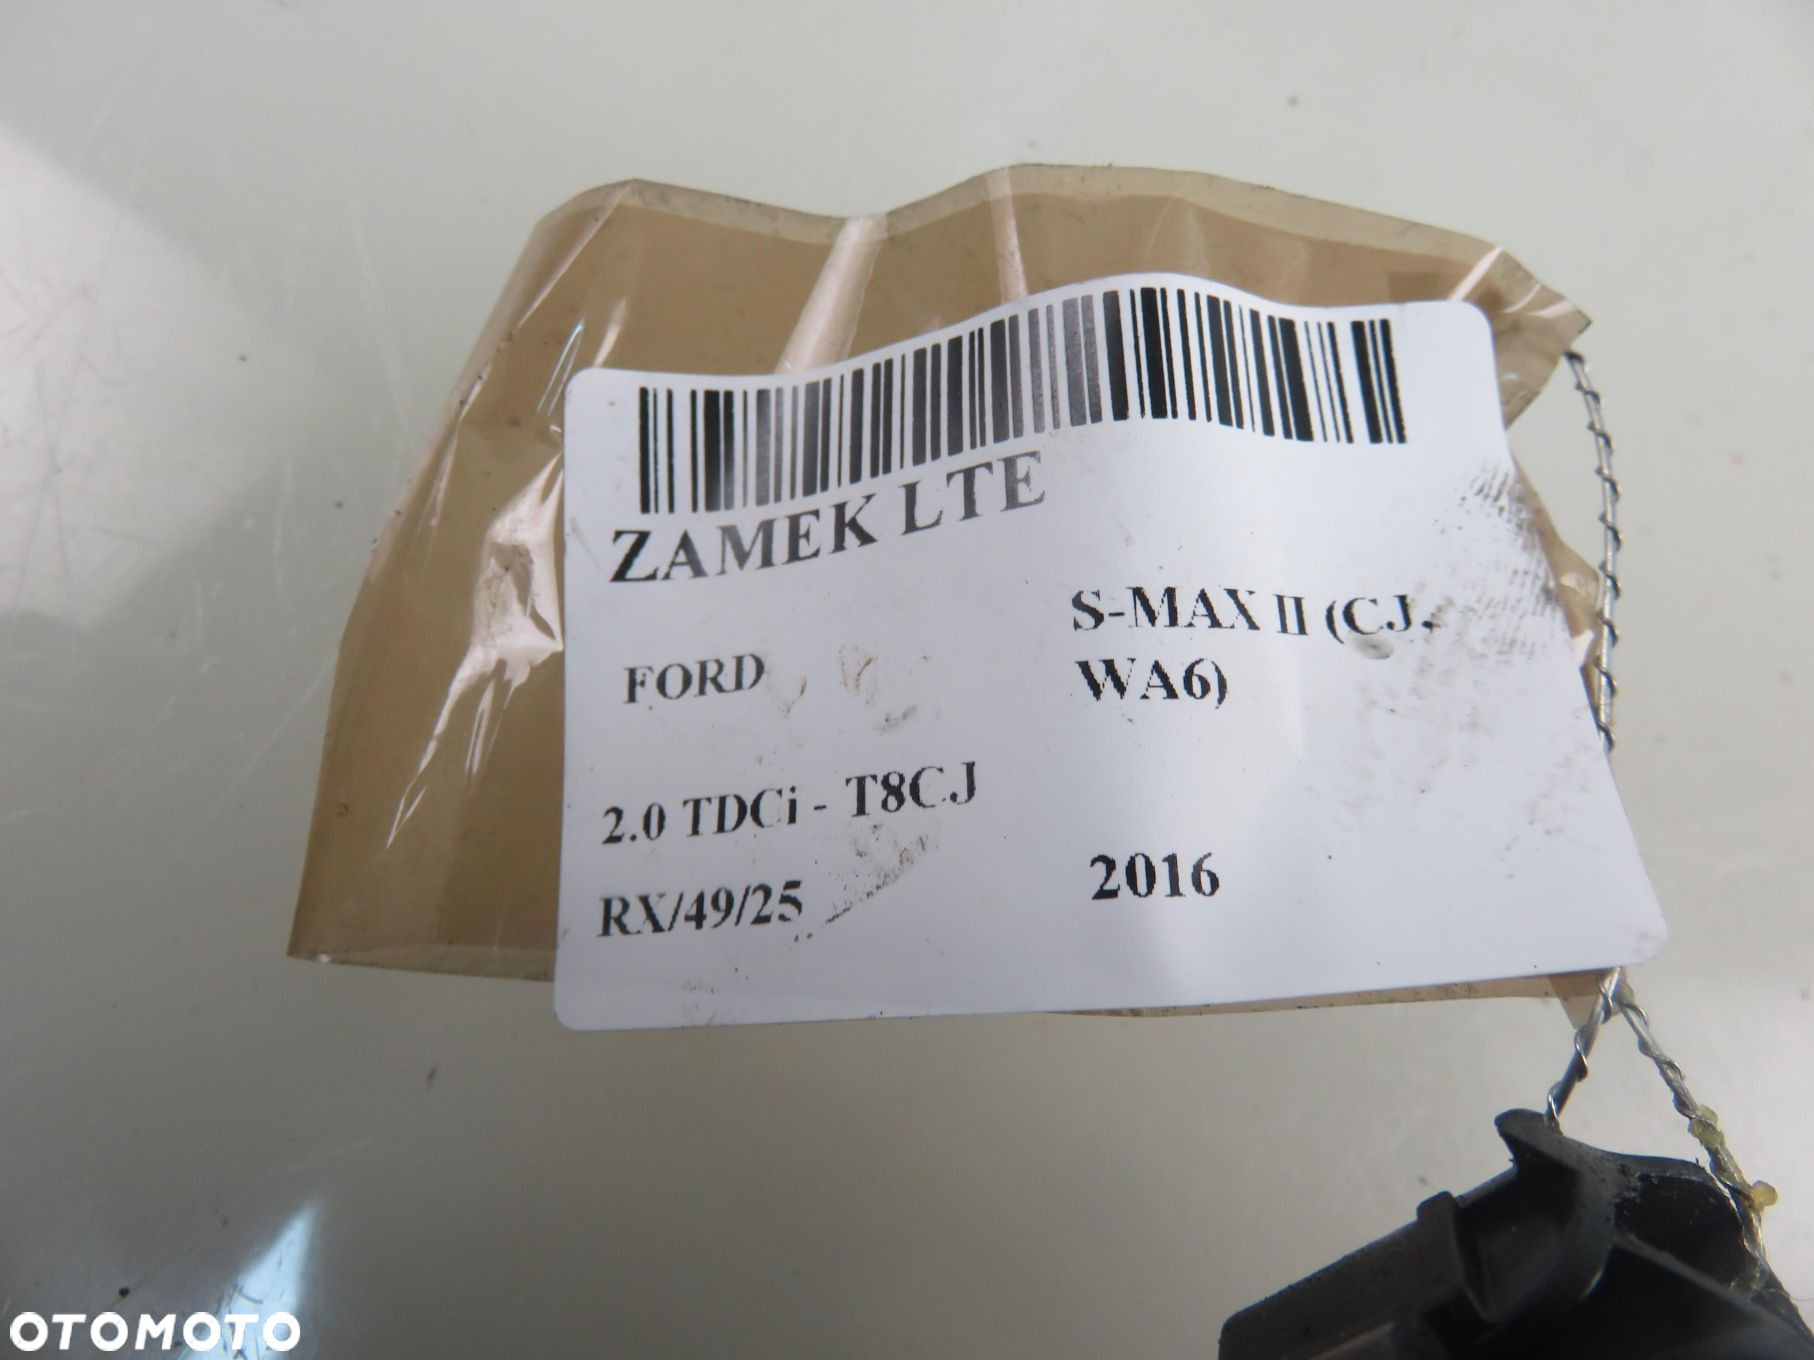 ZAMEK LTE
FORD
S-MAX II (CJ,
WA6)
2.0 TDCi - T8CJ
RX/49/25
2016
OTOMOTO